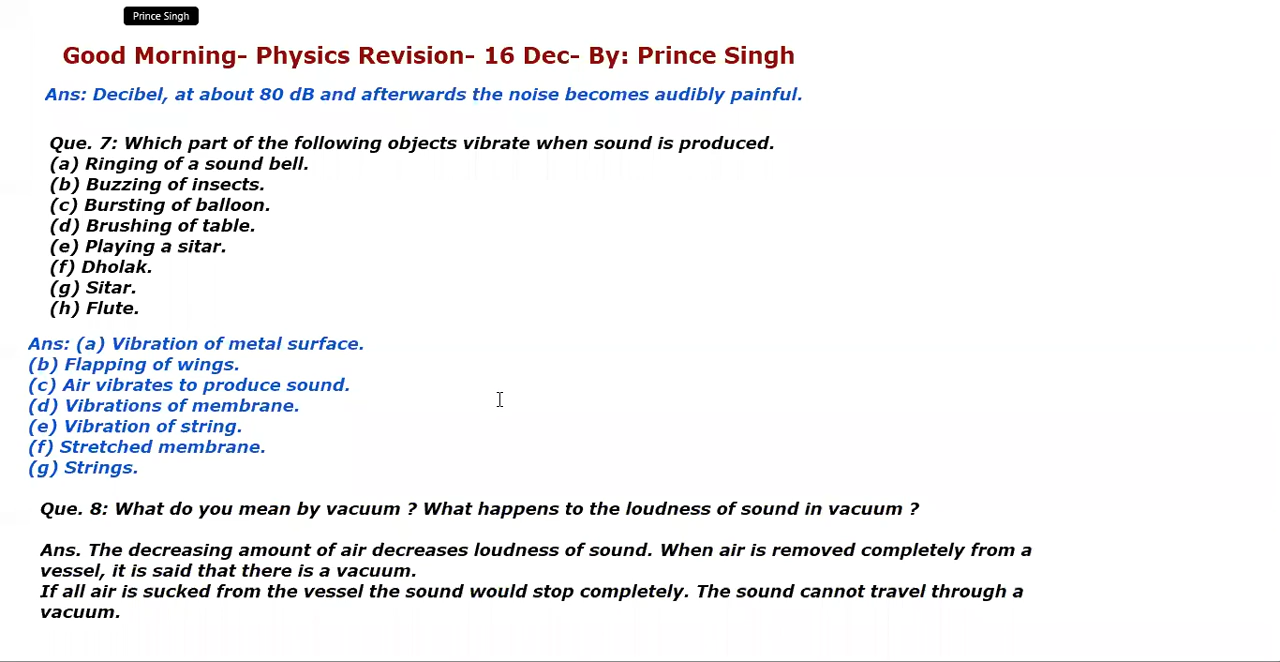 Prince Singh
Good Morning- Physics Revision- 16 Dec- By: Prince Singh
Ans: Decibel, at about 80 dB and afterwards the noise becomes audibly painful.
Que. 7: Which part of the following objects vibrate when sound is produced.
(a) Ringing of a sound bell.
(b) Buzzing of insects.
(c) Bursting of balloon.
(d) Brushing of table.
(e) Playing a sitar.
(f) Dholak.
(g) Sitar.
(h) Flute.
Ans: (a) Vibration of metal surface.
(b) Flapping of wings.
(c) Air vibrates to produce sound.
(d) Vibrations of membrane.
(e) Vibration of string.
(f) Stretched membrane.
(g) Strings.
Que. 8: What do you mean by vacuum ? What happens to the loudness of sound in vacuum ?
Ans. The decreasing amount of air decreases loudness of sound. When air is removed completely from a
vessel, it is said that there is a vacuum.
If all air is sucked from the vessel the sound would stop completely. The sound cannot travel through a
vacuum.